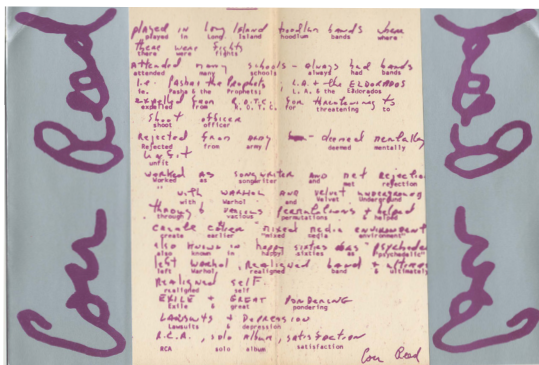 Lou Reed
played in Long Island hoodlum bands where
played Long Island hoodlum bands where
there were fights
there were fights
Attended many schools - always had bands
attended many schools always had bands
I.e. Pasha & the Prophets, L.A. + the ELDORADOS
ie. Pasha & the Prophets; L. A. & the Eldorados
Expelled from R.O.T.C. for threatening to
expelled from R. O. T. C. for threatening to
shoot officer
shoot officer
Rejected from army - deemed mentally
Rejected from army deemed mentally
unfit
unfit
worked as songwriter and met rejection
Worked as songwriter and met rejection
with WARHOL AND Velvet Underground
with Warhol and Velvet Underground
through various permutations + helped
through various permutations & helped
create earlier mixed media environment
create earlier "mixed media environment"
also known in happy sixties as Psychedelic
also known in happy sixties as "Psychedelic"
left Warhol, Realigned band & ultimately
left Warhol, realigned band & ultimately
Realigned self.
realigned self
EXILE + GREAT PONDERING
Exile & great pondering
LAWSUITS + Depression
Lawsuits & depression
R.C.A., solo album, satisfaction
RCA solo album satisfaction
Lou Reed
Lou Reed